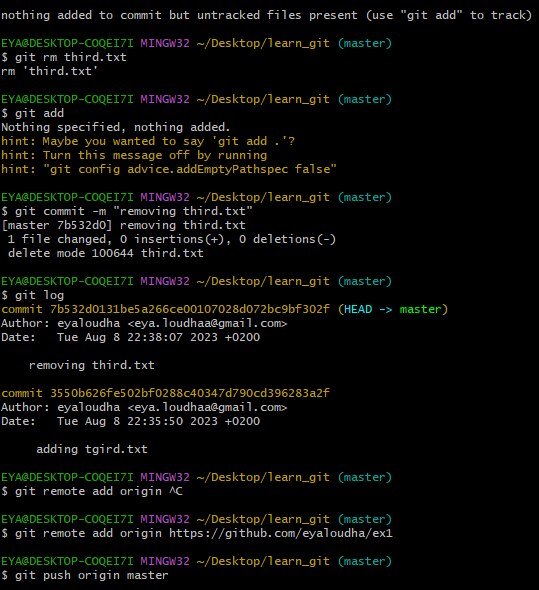 nothing added to commit but untracked files present (use "git add" to track)
EYA@DESKTOP-COQEI7I MINGW32 ~/Desktop/learn_git (master)
$ git rm third.txt
rm 'third.txt'
EYA@DESKTOP-COQEI7I MINGW32 ~/Desktop/learn_git (master)
$ git add
Nothing specified, nothing added.
hint: Maybe you wanted to say 'git add .'?
hint: Turn this message off by running
hint: "git config advice.addEmptyPathspec false"
EYA@DESKTOP-COQEI7I MINGW32 ~/Desktop/learn_git (master)
$ git commit -m "removing third.txt"
[master 7b532d0] removing third.txt
 1 file changed, 0 insertions(+), 0 deletions(-)
 delete mode 100644 third.txt
EYA@DESKTOP-COQEI7I MINGW32 ~/Desktop/learn_git (master)
$ git log
commit 7b532d0131be5a266ce00107028d072bc9bf302f (HEAD -> master)
Author: eyaloudha <eya.loudhaa@gmail.com>
Date:   Tue Aug 8 22:38:07 2023 +0200
    removing third.txt
commit 3550b626fe502bf0288c40347d790cd396283a2f
Author: eyaloudha <eya.loudhaa@gmail.com>
Date:   Tue Aug 8 22:35:50 2023 +0200
     adding tgird.txt
EYA@DESKTOP-COQEI7I MINGW32 ~/Desktop/learn_git (master)
$ git remote add origin ^C
EYA@DESKTOP-COQEI7I MINGW32 ~/Desktop/learn_git (master)
$ git remote add origin https://github.com/eyaloudha/ex1
EYA@DESKTOP-COQEI7I MINGW32 ~/Desktop/learn_git (master)
$ git push origin master